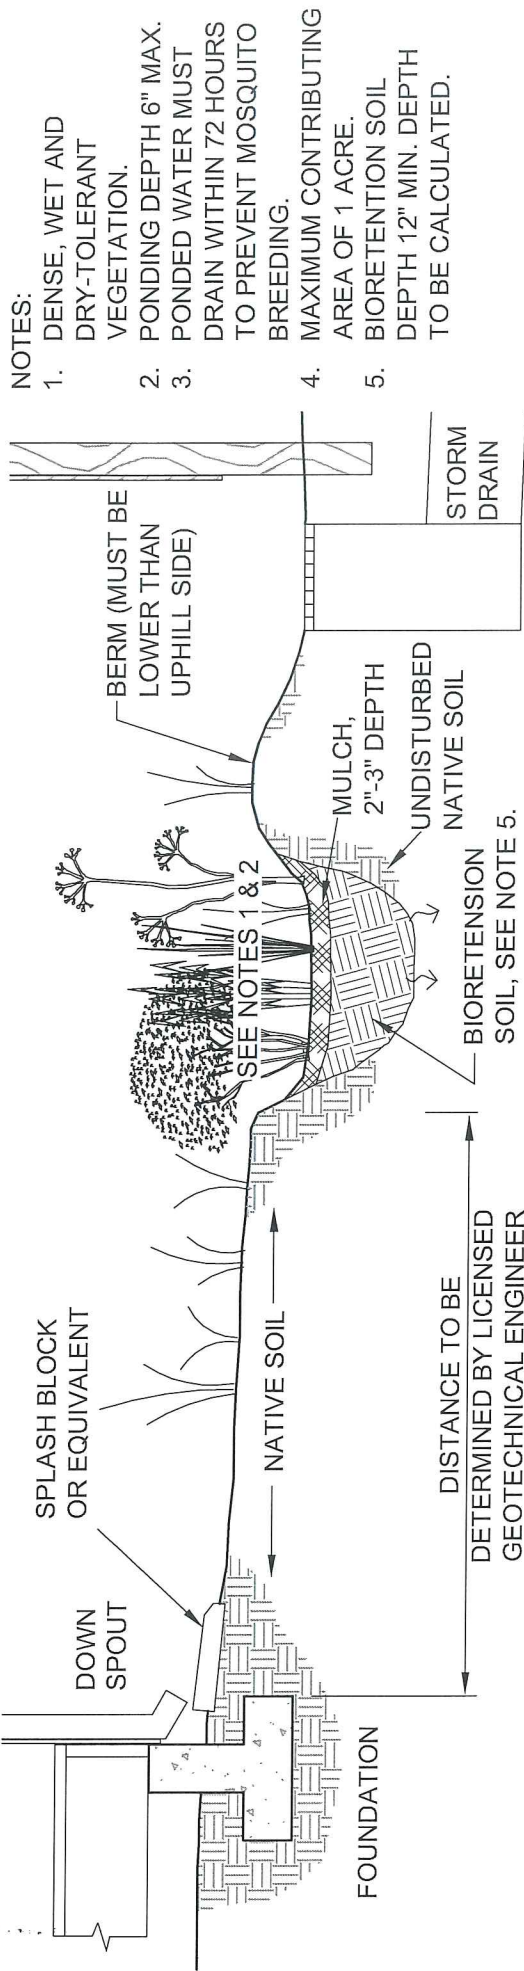 DOWN
SPOUT
SPLASH BLOCK
OR EQUIVALENT
FOUNDATION
NATIVE SOIL
DISTANCE TO BE
DETERMINED BY LICENSED
GEOTECHNICAL ENGINEER
SEE NOTES 1 & 2
BERM (MUST BE
LOWER THAN
UPHILL SIDE)
MULCH,
2"-3" DEPTH
UNDISTURBED
NATIVE SOIL
BIORETENSION
SOIL, SEE NOTE 5.
STORM
DRAIN
NOTES:
1. DENSE, WET AND
DRY-TOLERANT
VEGETATION.
2. PONDING DEPTH 6" MAX.
3. PONDED WATER MUST
DRAIN WITHIN 72 HOURS
TO PREVENT MOSQUITO
BREEDING.
4. MAXIMUM CONTRIBUTING
AREA OF 1 ACRE.
5. BIORETENTION SOIL
DEPTH 12" MIN. DEPTH
TO BE CALCULATED.